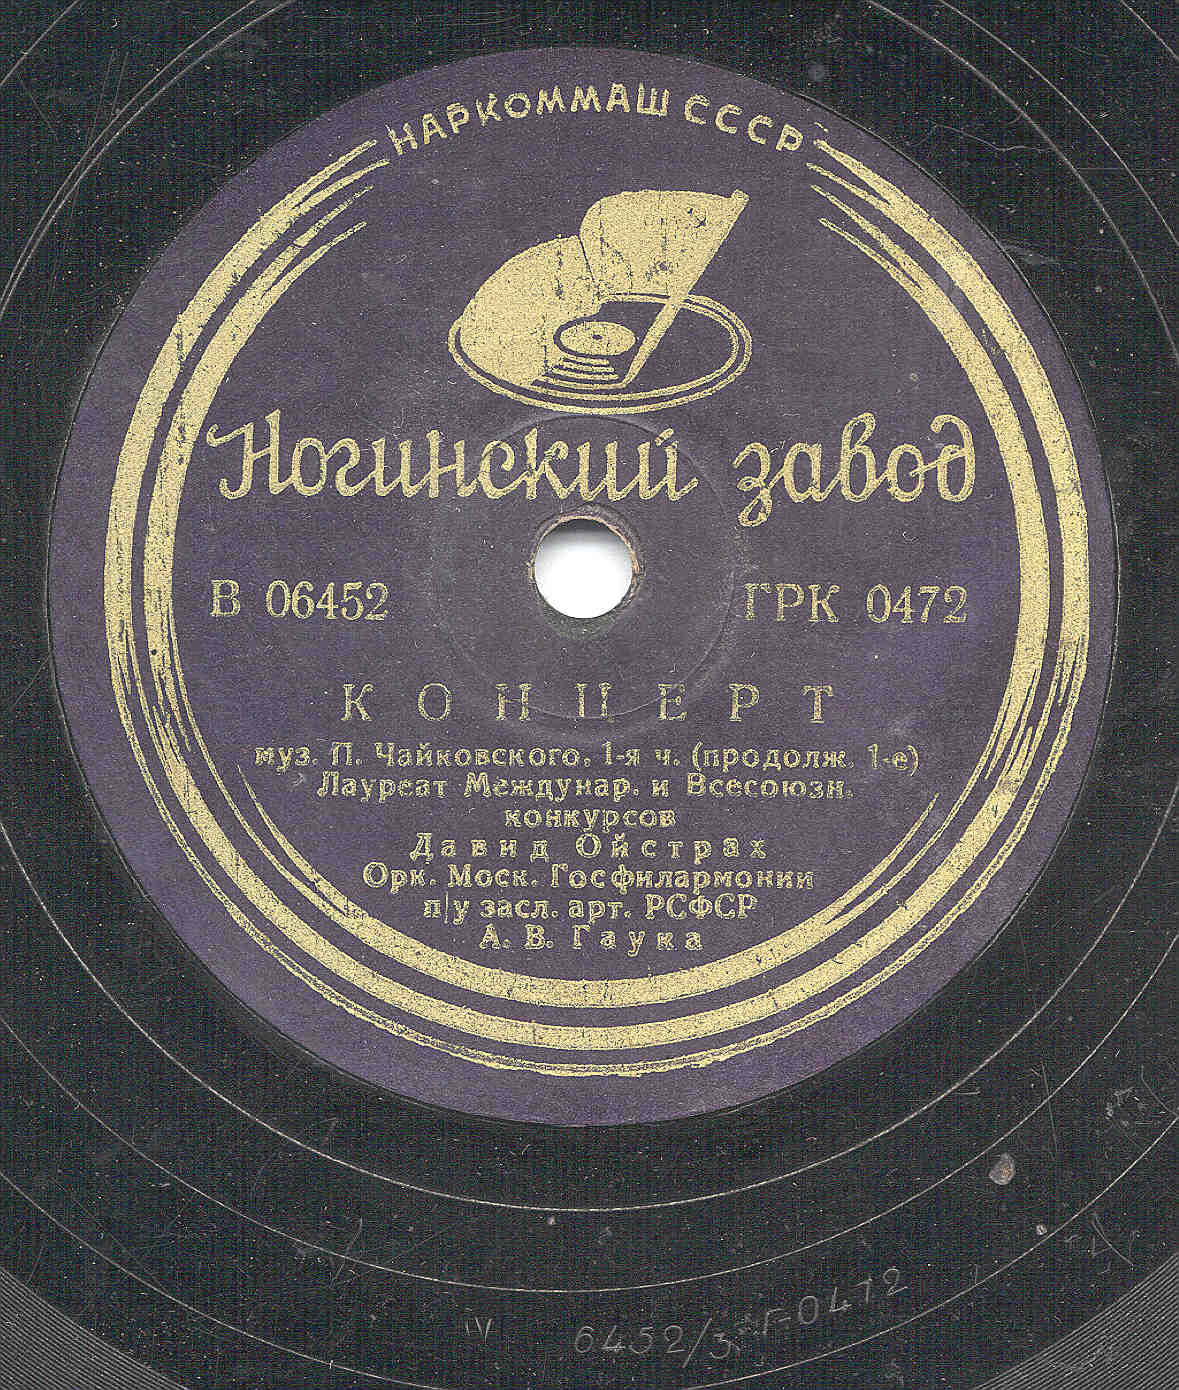 НАРКОММАШ СССР
Ногинский завод
В 06452 ГРК 0472
КОНЦЕРТ
муз. П. Чайковского. 1-я ч. (продолж. 1-е)
Лауреат Междунар. и Всесоюзн.
конкурсов
Давид Ойстрах
Орк. Моск. Госфилармонии
п/у засл. арт. РСФСР
А. В. Гаука
6452/3 Г-0472